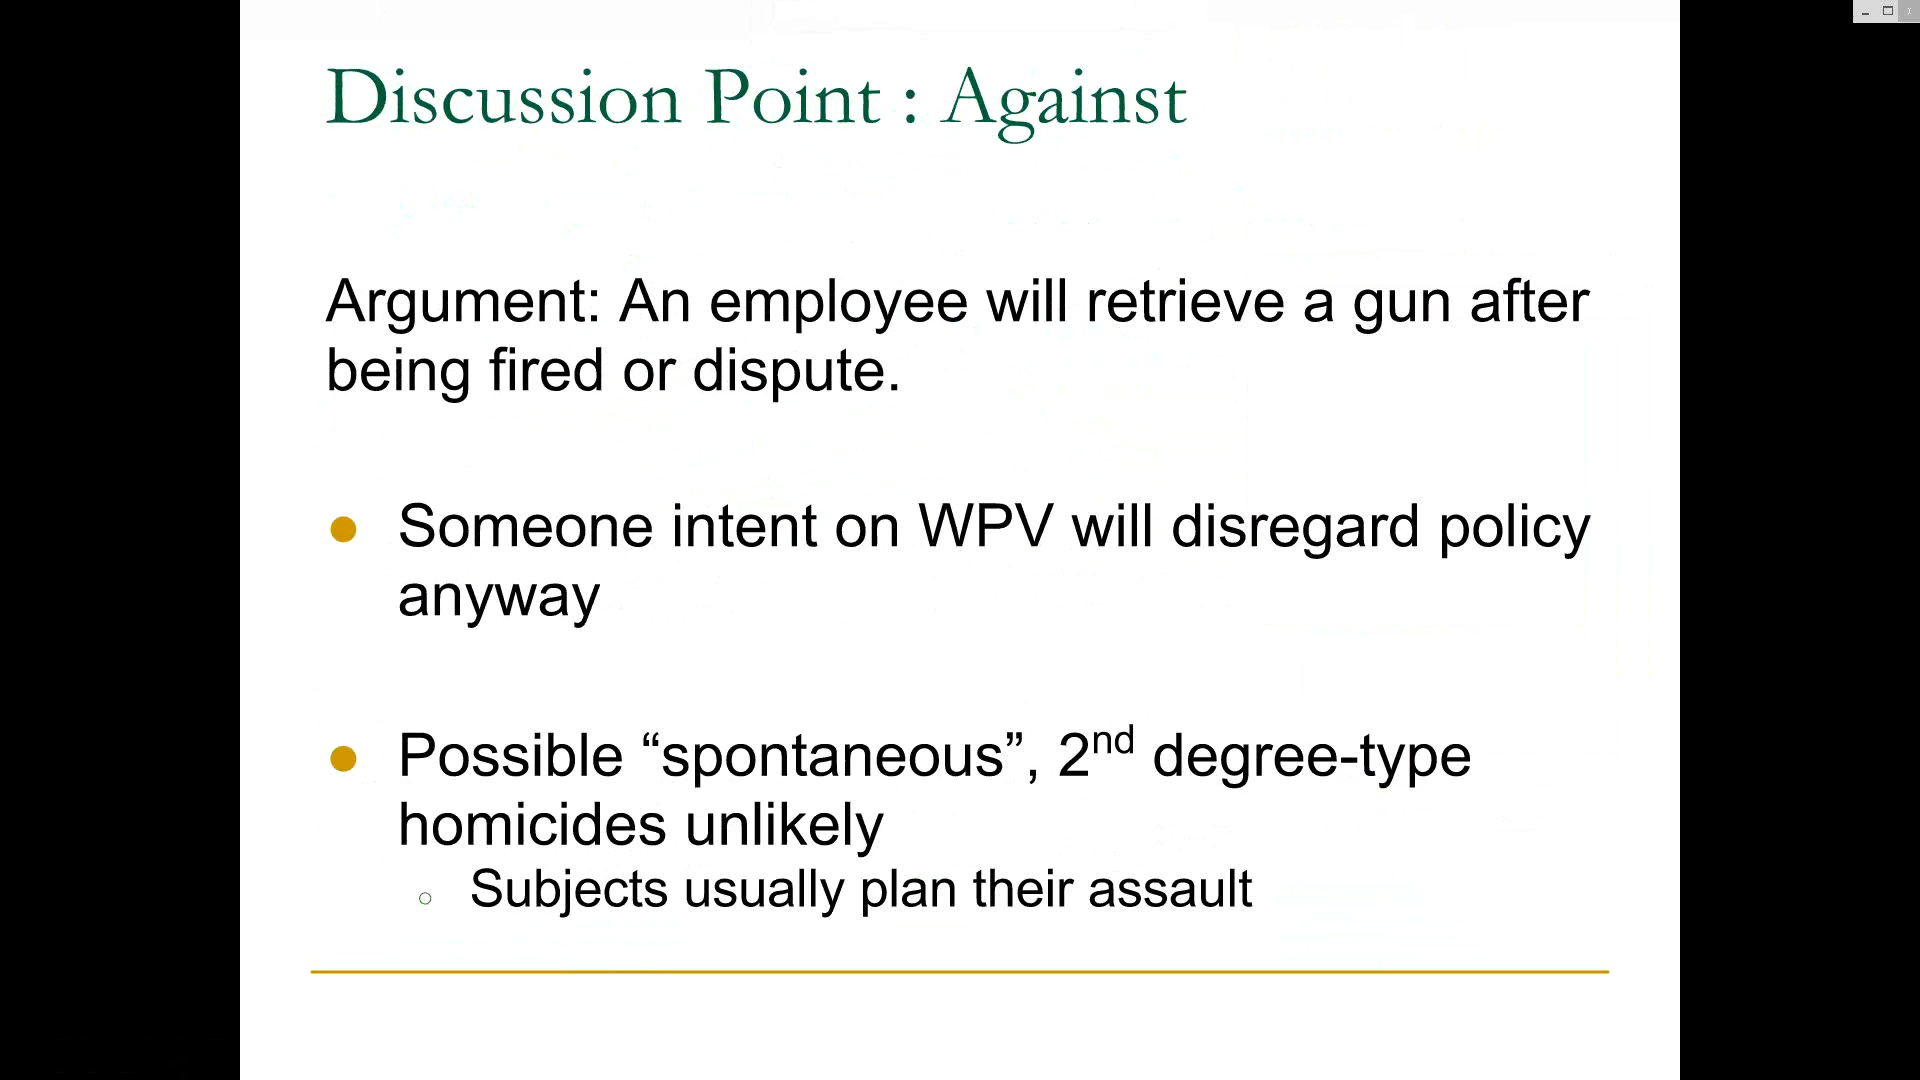 Discussion Point : Against
Argument: An employee will retrieve a gun after
being fired or dispute.
Someone intent on WPV will disregard policy
anyway
Possible “spontaneous”, 2nd degree-type
homicides unlikely
Subjects usually plan their assault